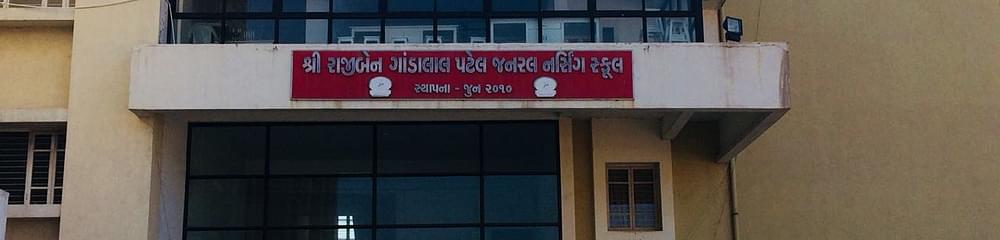 શ્રી રાજીબેન ગાંડાલાલ પટેલ જનરલ નર્સિંગ સ્કૂલ
સ્થાપના - જુન ૨૦૧૦